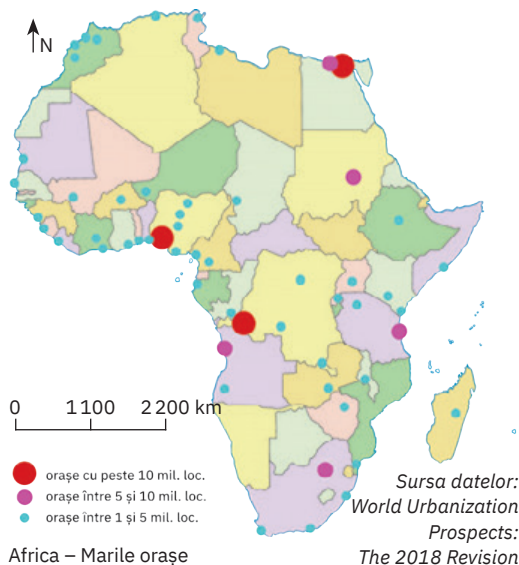 N
0 1 100 2 200 km
orașe cu peste 10 mil. loc.
orașe între 5 și 10 mil. loc.
orașe între 1 și 5 mil. loc.
Africa – Marile orașe
Sursa datelor:
World Urbanization
Prospects:
The 2018 Revision